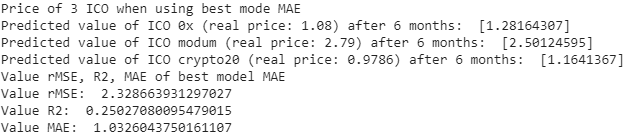 Price of 3 ICO when using best mode MAE
Predicted value of ICO 0x (real price: 1.08) after 6 months:  [1.28164307]
Predicted value of ICO modum (real price: 2.79) after 6 months:  [2.50124595]
Predicted value of ICO crypto20 (real price: 0.9786) after 6 months:  [1.1641367]
Value rMSE, R2, MAE of best model MAE
Value rMSE:  2.328663931297027
Value R2:  0.25027080095479015
Value MAE:  1.0326043750161107